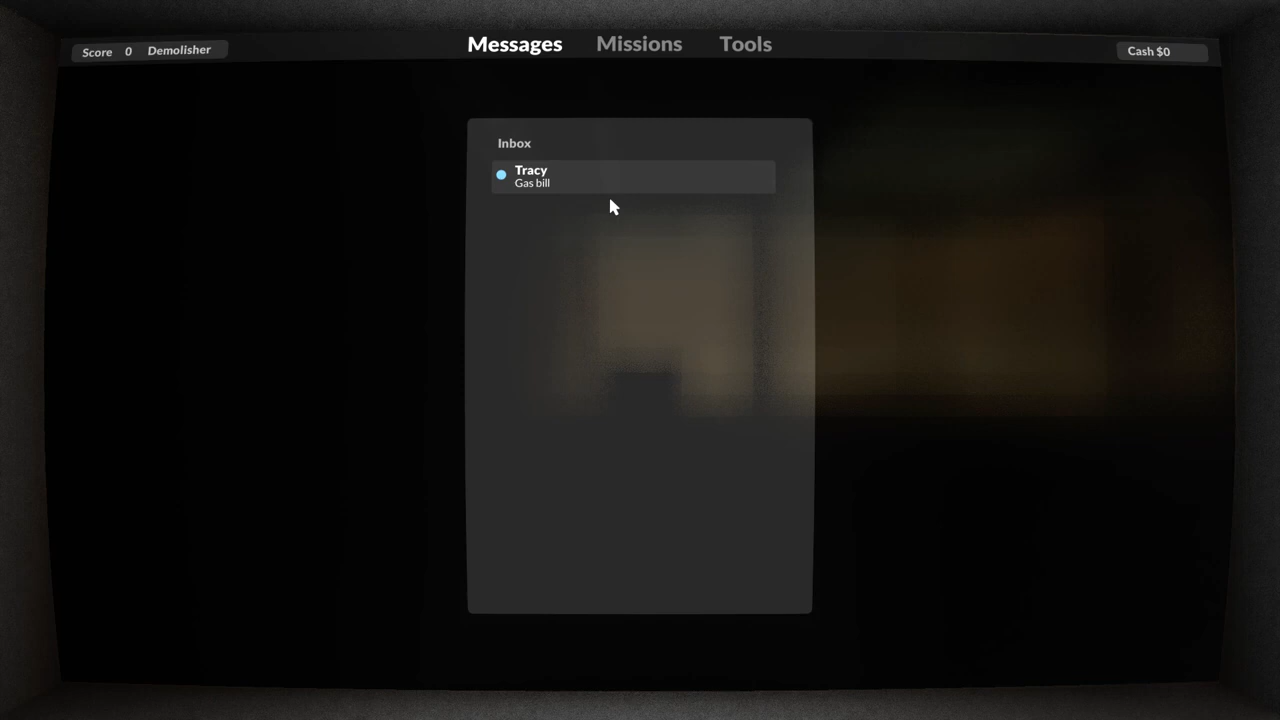 Score 0 Demolisher
Messages Missions Tools
Cash $0
Inbox
Tracy
Gas bill